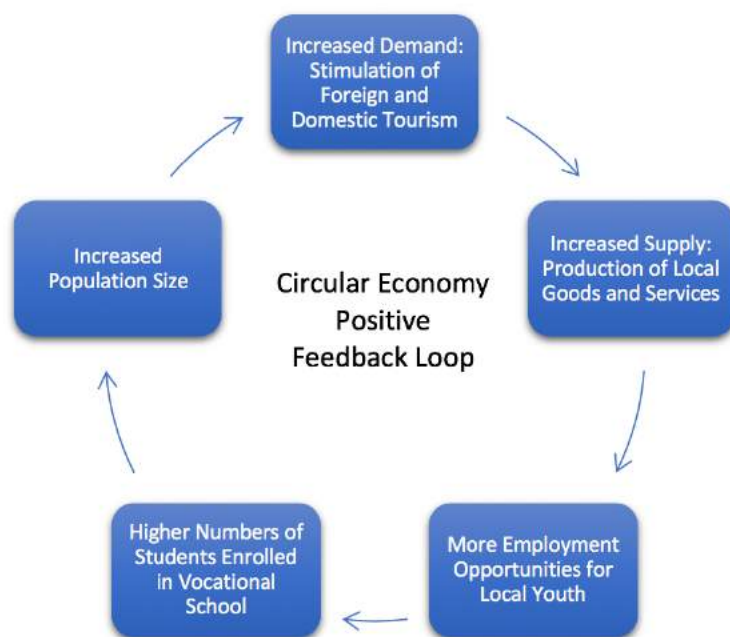 Increased Demand:
Stimulation of
Foreign and
Domestic Tourism
Increased Supply:
Production of Local
Goods and Services
More Employment
Opportunities for
Local Youth
Higher Numbers of
Students Enrolled
in Vocational
School
Increased
Population Size
Circular Economy
Positive
Feedback Loop